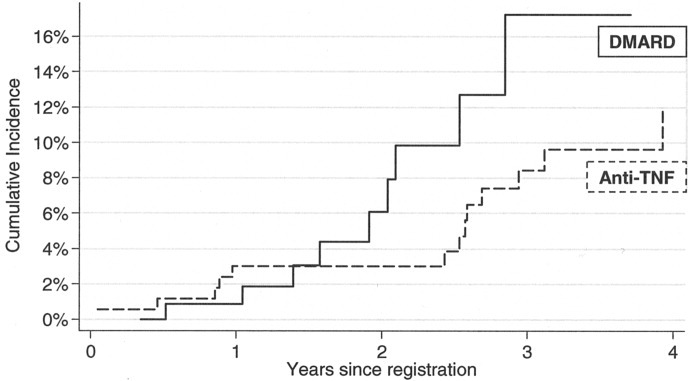 Cumulative Incidence
16%
14%
12%
10%
8%
6%
4%
2%
0%
DMARD
Anti-TNF
0 1 2 3 4
Years since registration